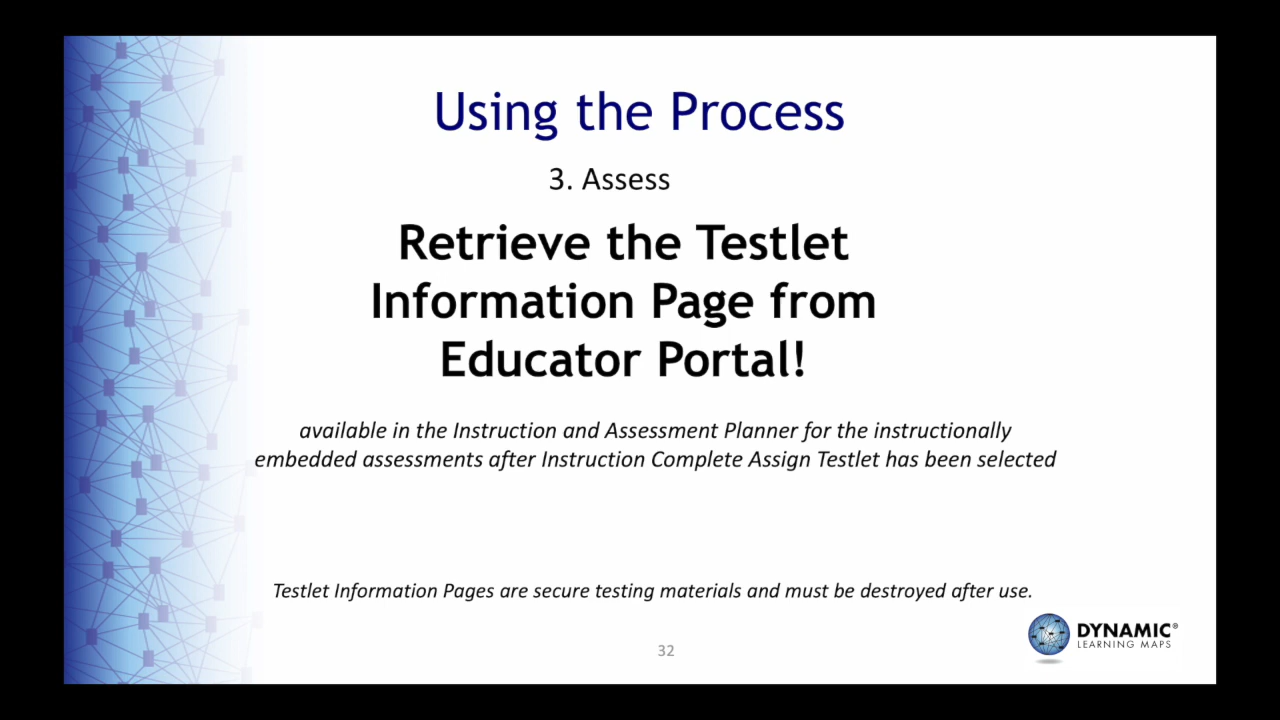 Using the Process
3. Assess
Retrieve the Testlet
Information Page from
Educator Portal!
available in the Instruction and Assessment Planner for the instructionally
embedded assessments after Instruction Complete Assign Testlet has been selected
Testlet Information Pages are secure testing materials and must be destroyed after use.
DYNAMIC®
LEARNING MAPS
32